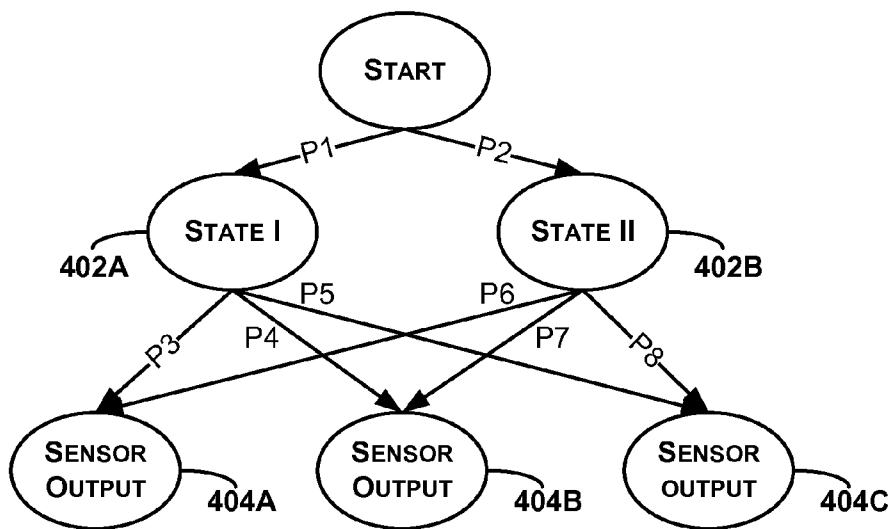 START
P1
P2
STATE I
STATE II
402A
402B
P5
P6
P3
P4
P7
P8
SENSOR
OUTPUT
SENSOR
OUTPUT
SENSOR
OUTPUT
404A
404B
404C